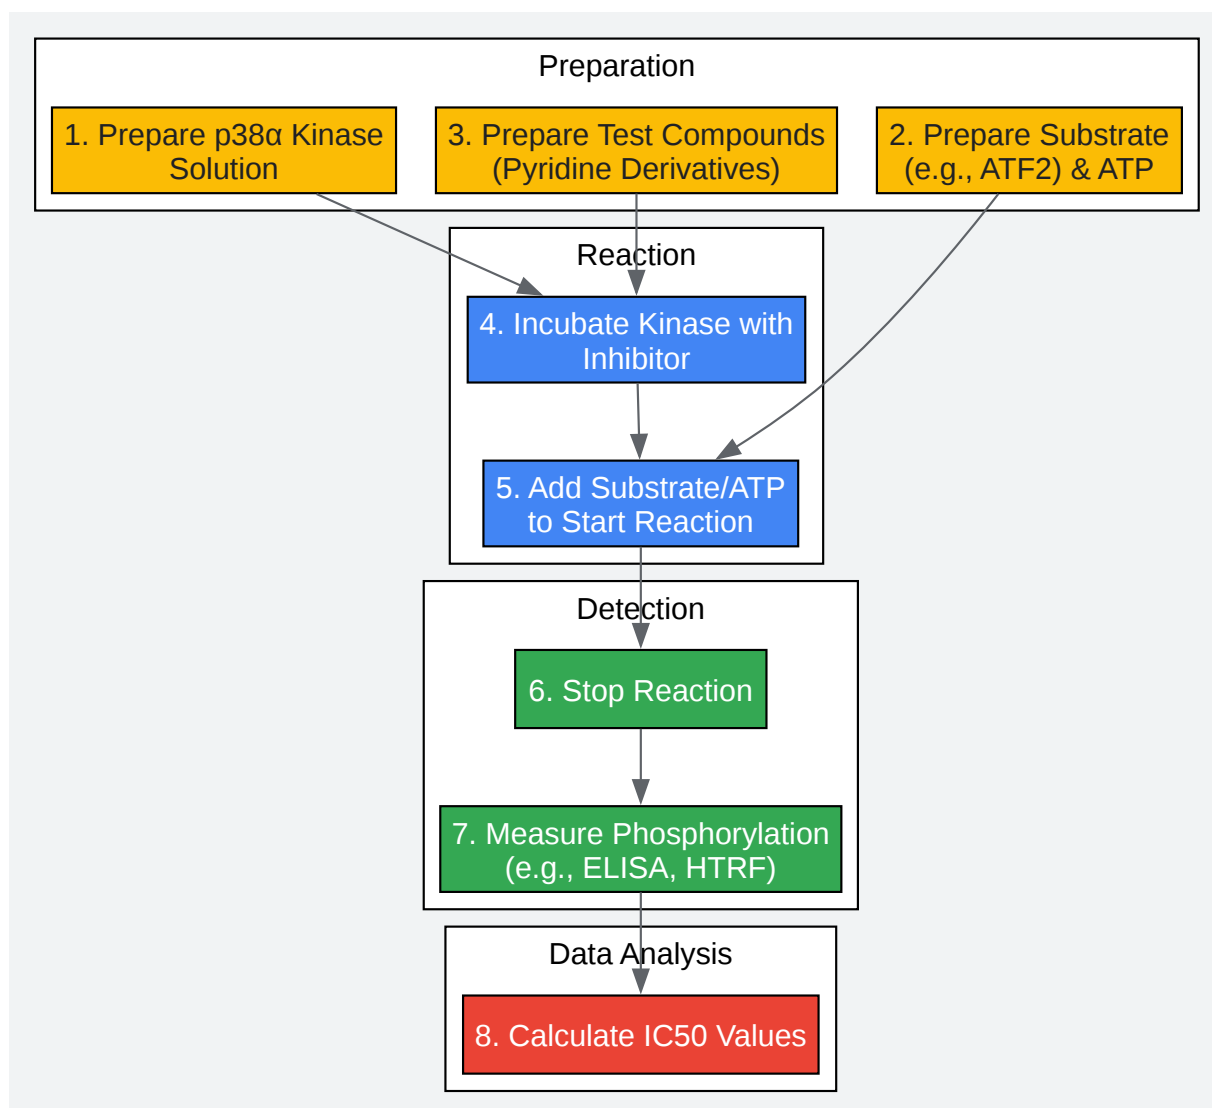 Preparation
1. Prepare p38α Kinase
Solution
3. Prepare Test Compounds
(Pyridine Derivatives)
2. Prepare Substrate
(e.g., ATF2) & ATP
Reaction
4. Incubate Kinase with
Inhibitor
5. Add Substrate/ATP
to Start Reaction
Detection
6. Stop Reaction
7. Measure Phosphorylation
(e.g., ELISA, HTRF)
Data Analysis
8. Calculate IC50 Values